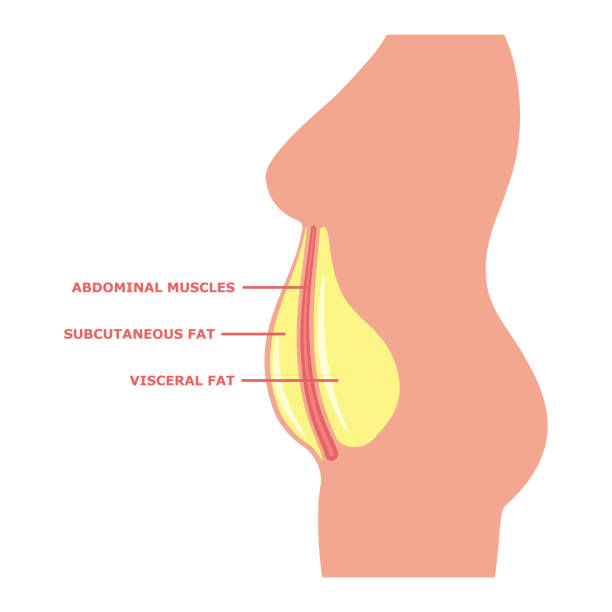 ABDOMINAL MUSCLES
SUBCUTANEOUS FAT
VISCERAL FAT